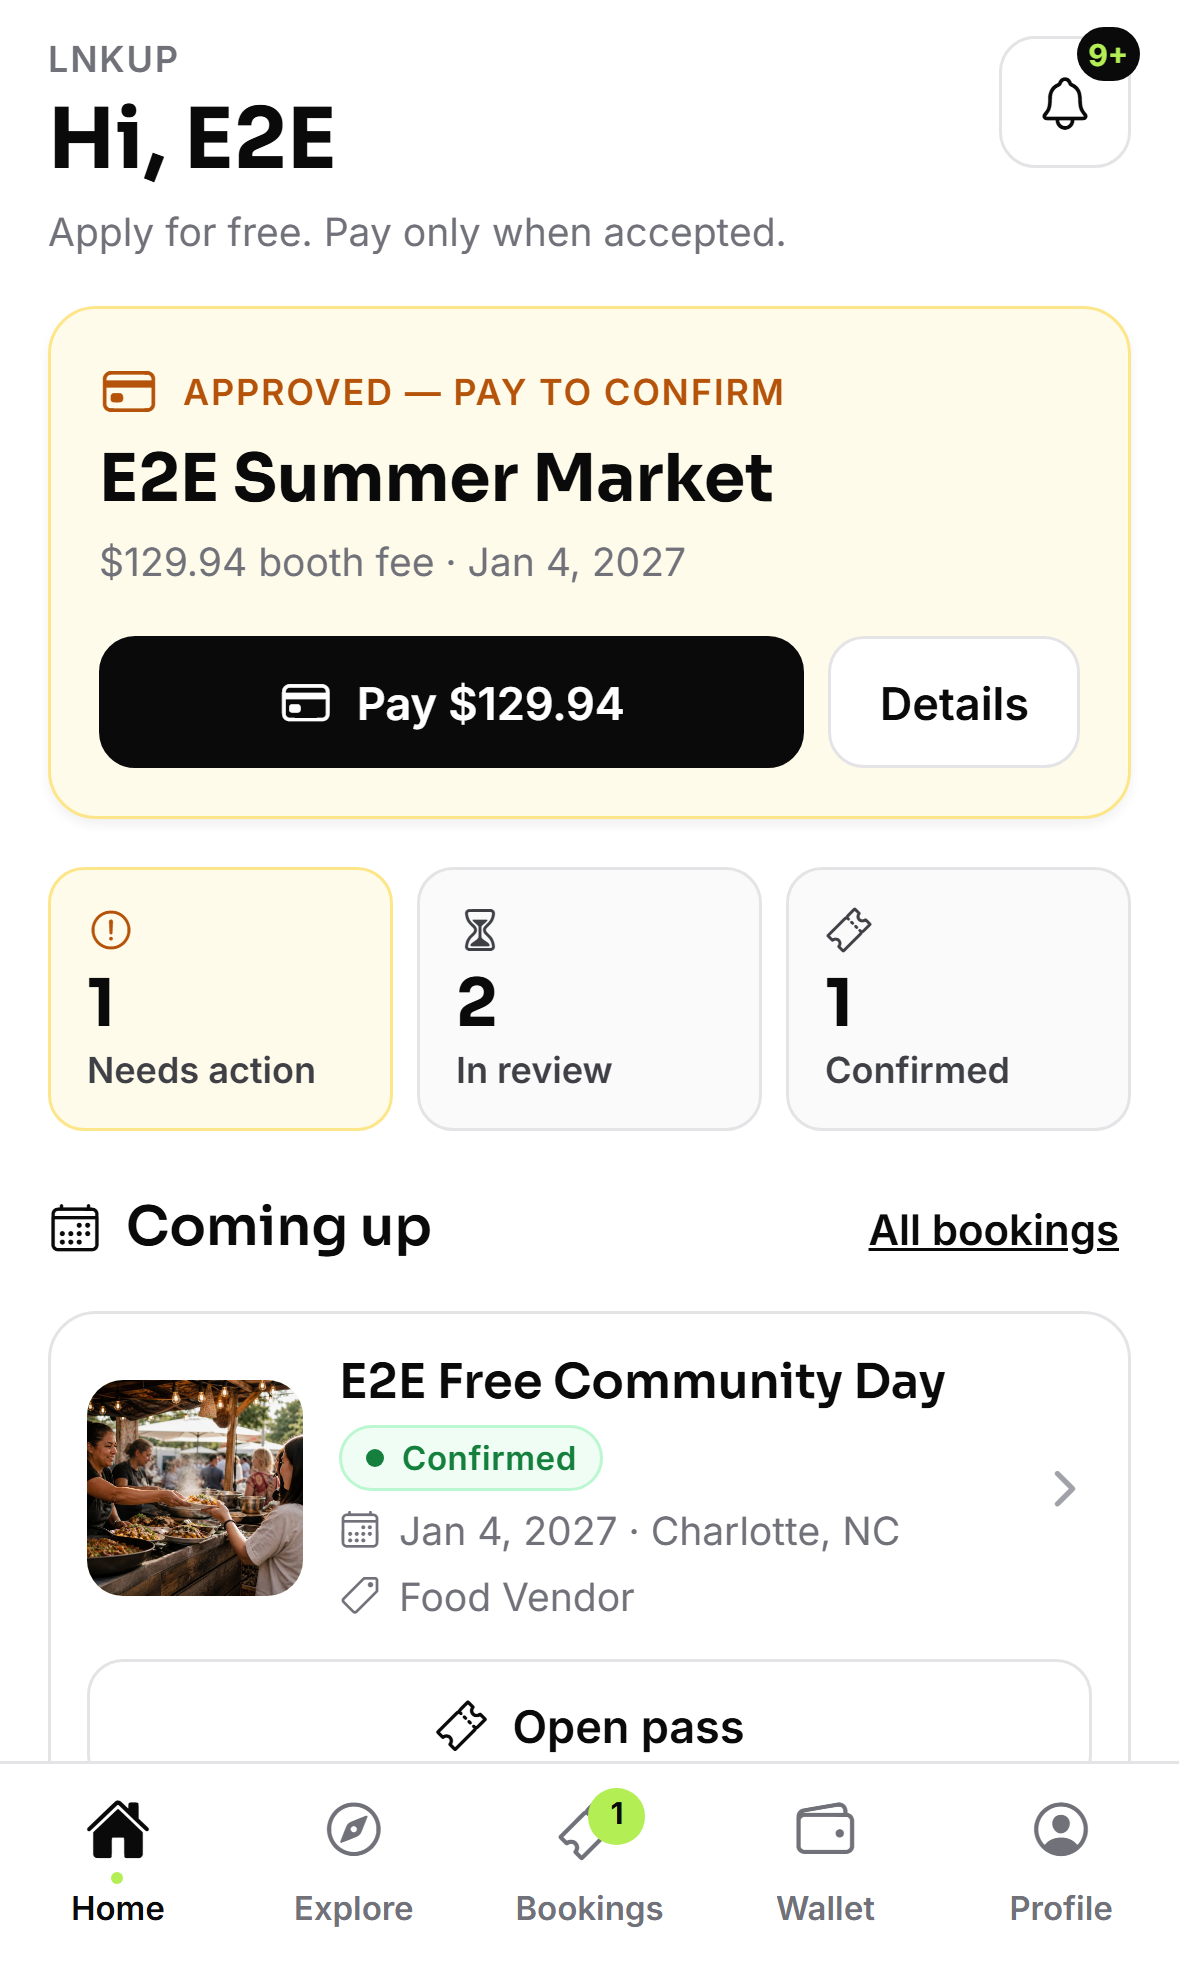 LNKUP
9+
Hi, E2E
Apply for free. Pay only when accepted.
APPROVED — PAY TO CONFIRM
E2E Summer Market
$129.94 booth fee · Jan 4, 2027
Pay $129.94
Details
1
Needs action
2
In review
1
Confirmed
Coming up
All bookings
E2E Free Community Day
Confirmed
Jan 4, 2027 · Charlotte, NC
Food Vendor
Open pass
1
Home
Explore
Bookings
Wallet
Profile